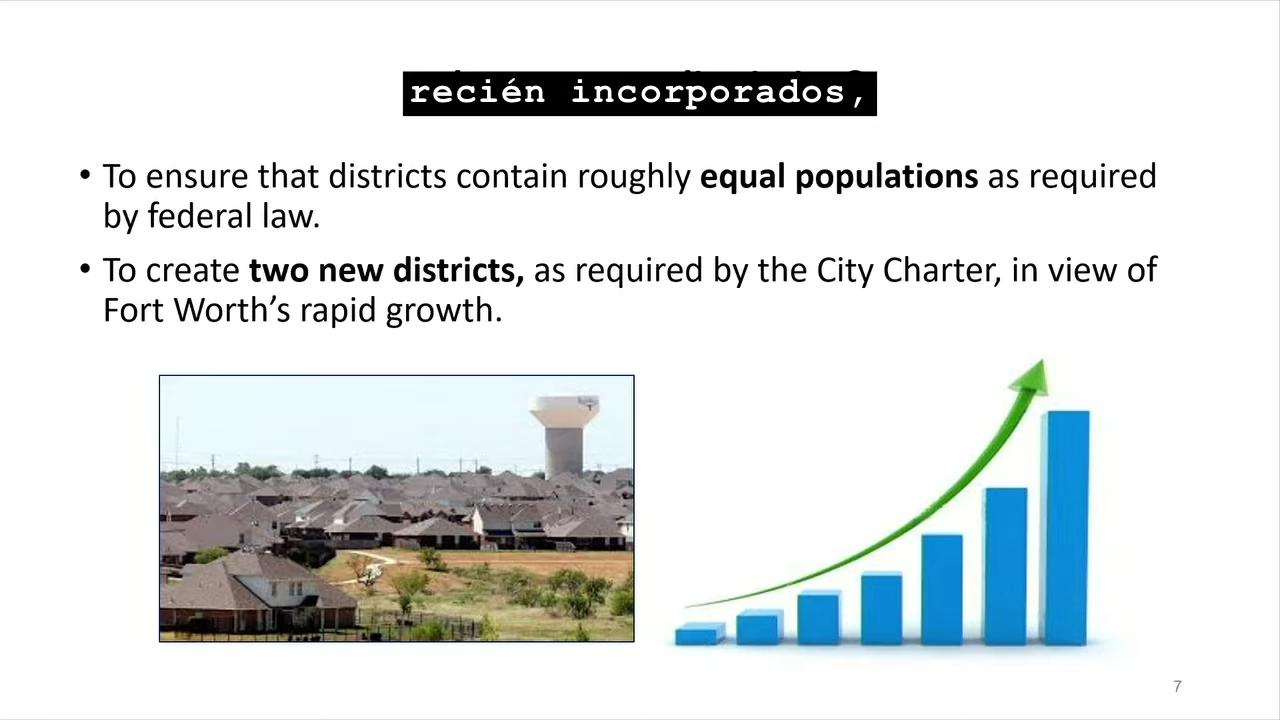 recién incorporados,
• To ensure that districts contain roughly equal populations as required
by federal law.
• To create two new districts, as required by the City Charter, in view of
Fort Worth’s rapid growth.
7